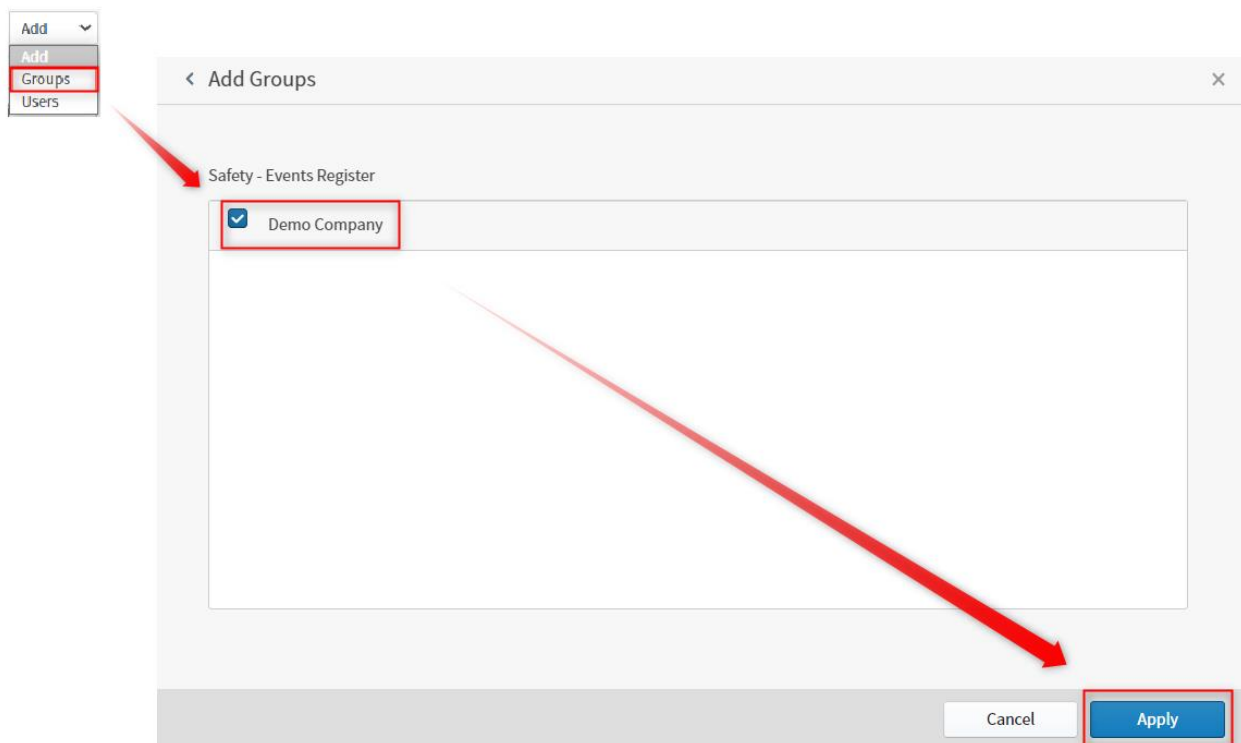 Add
Add
Groups
Users
Add Groups
Safety - Events Register
Demo Company
Cancel
Apply